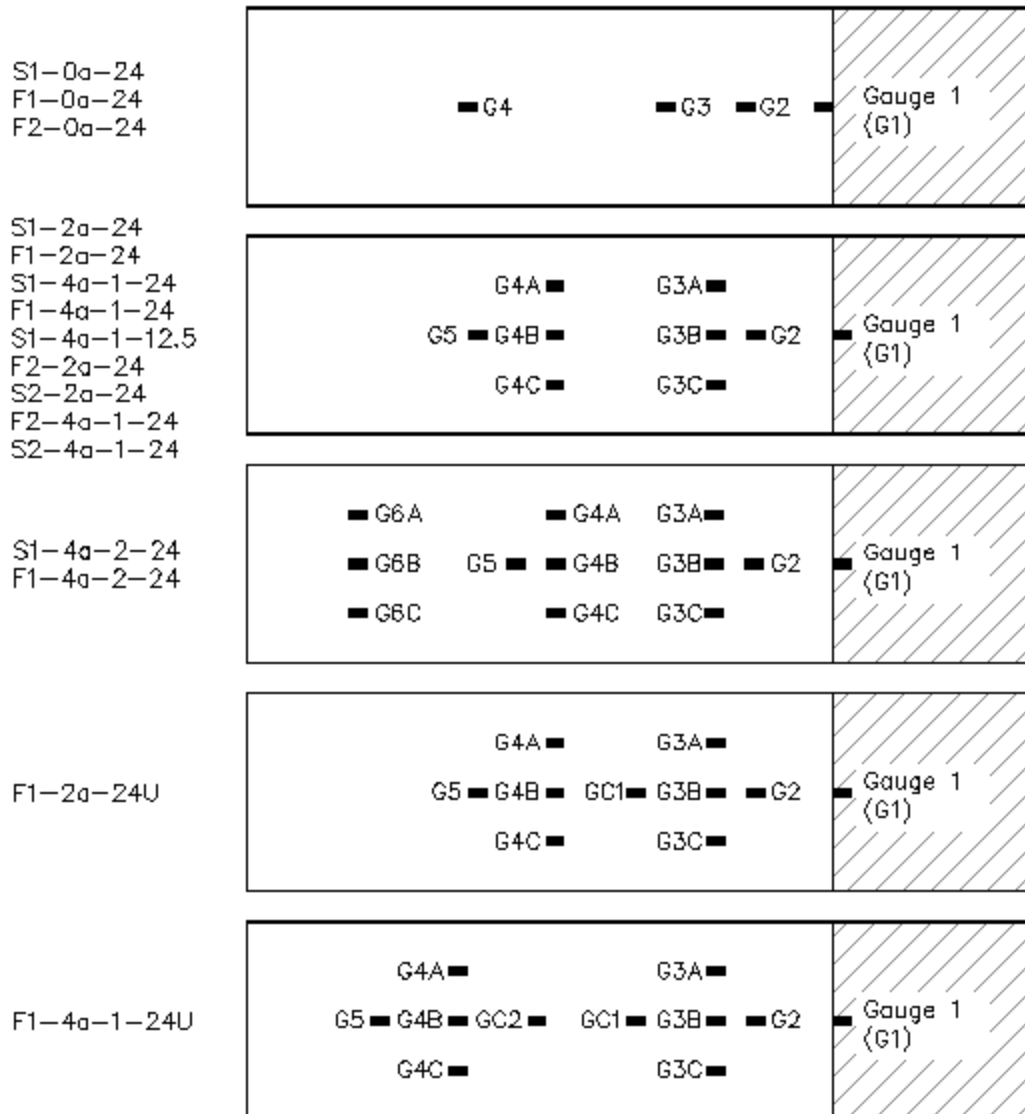 S1-0a-24
F1-0a-24
F2-0a-24
G4 G3 G2 Gauge 1
(G1)
S1-2a-24
F1-2a-24
S1-4a-1-24
F1-4a-1-24
S1-4a-1-12.5
F2-2a-24
S2-2a-24
F2-4a-1-24
S2-4a-1-24
G4A G3A
G5 G4B G3B G2 Gauge 1
(G1)
G4C G3C
S1-4a-2-24
F1-4a-2-24
G6A G4A G3A
G6B G5 G4B G3B G2 Gauge 1
(G1)
G6C G4C G3C
F1-2a-24U
G4A G3A
G5 G4B GC1 G3B G2 Gauge 1
(G1)
G4C G3C
F1-4a-1-24U
G4A G3A
G5 G4B GC2 GC1 G3B G2 Gauge 1
(G1)
G4C G3C